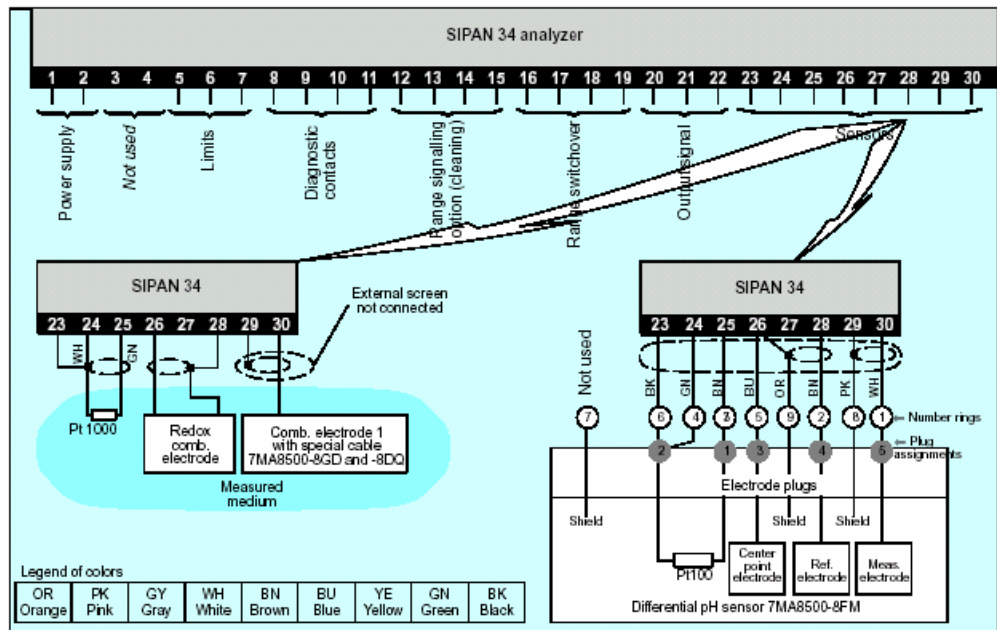 SIPAN 34 analyzer
1 2 3 4 5 6 7 8 9 10 11 12 13 14 15 16 17 18 19 20 21 22 23 24 25 26 27 28 29 30
Power supply
Not used
Limits
Diagnostic
contacts
Range signalling
option (cleaning)
Range switchover
Output signal
Sensors
SIPAN 34
23 24 25 26 27 28 29 30
WH
GN
External screen
not connected
Pt 1000
Redox
comb.
electrode
Comb. electrode 1
with special cable
7MA8500-8GD and -8DQ
Measured
medium
SIPAN 34
23 24 25 26 27 28 29 30
Not used
BK GN BN BU OR BN PK WH
7 6 4 5 9 2 8 1
Number rings
Plug
assignments
2 1 3 4 5
Electrode plugs
Shield Shield Shield
Pt100
Center
point
electrode
Ref.
electrode
Meas.
electrode
Differential pH sensor 7MA8500-8FM
Legend of colors
OR PK GY WH BN BU YE GN BK
Orange Pink Gray White Brown Blue Yellow Green Black